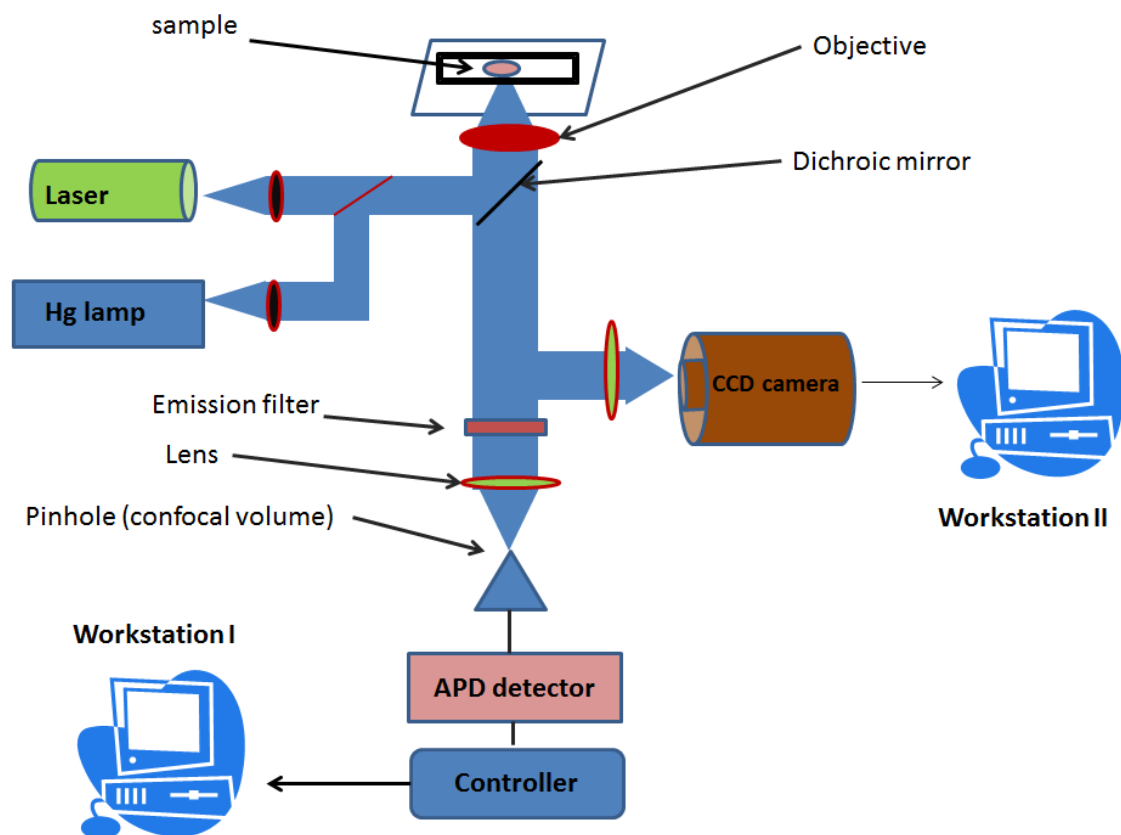 sample
Objective
Dichroic mirror
Laser
Hg lamp
CCD camera
Emission filter
Lens
Pinhole (confocal volume)
Workstation II
Workstation I
APD detector
Controller